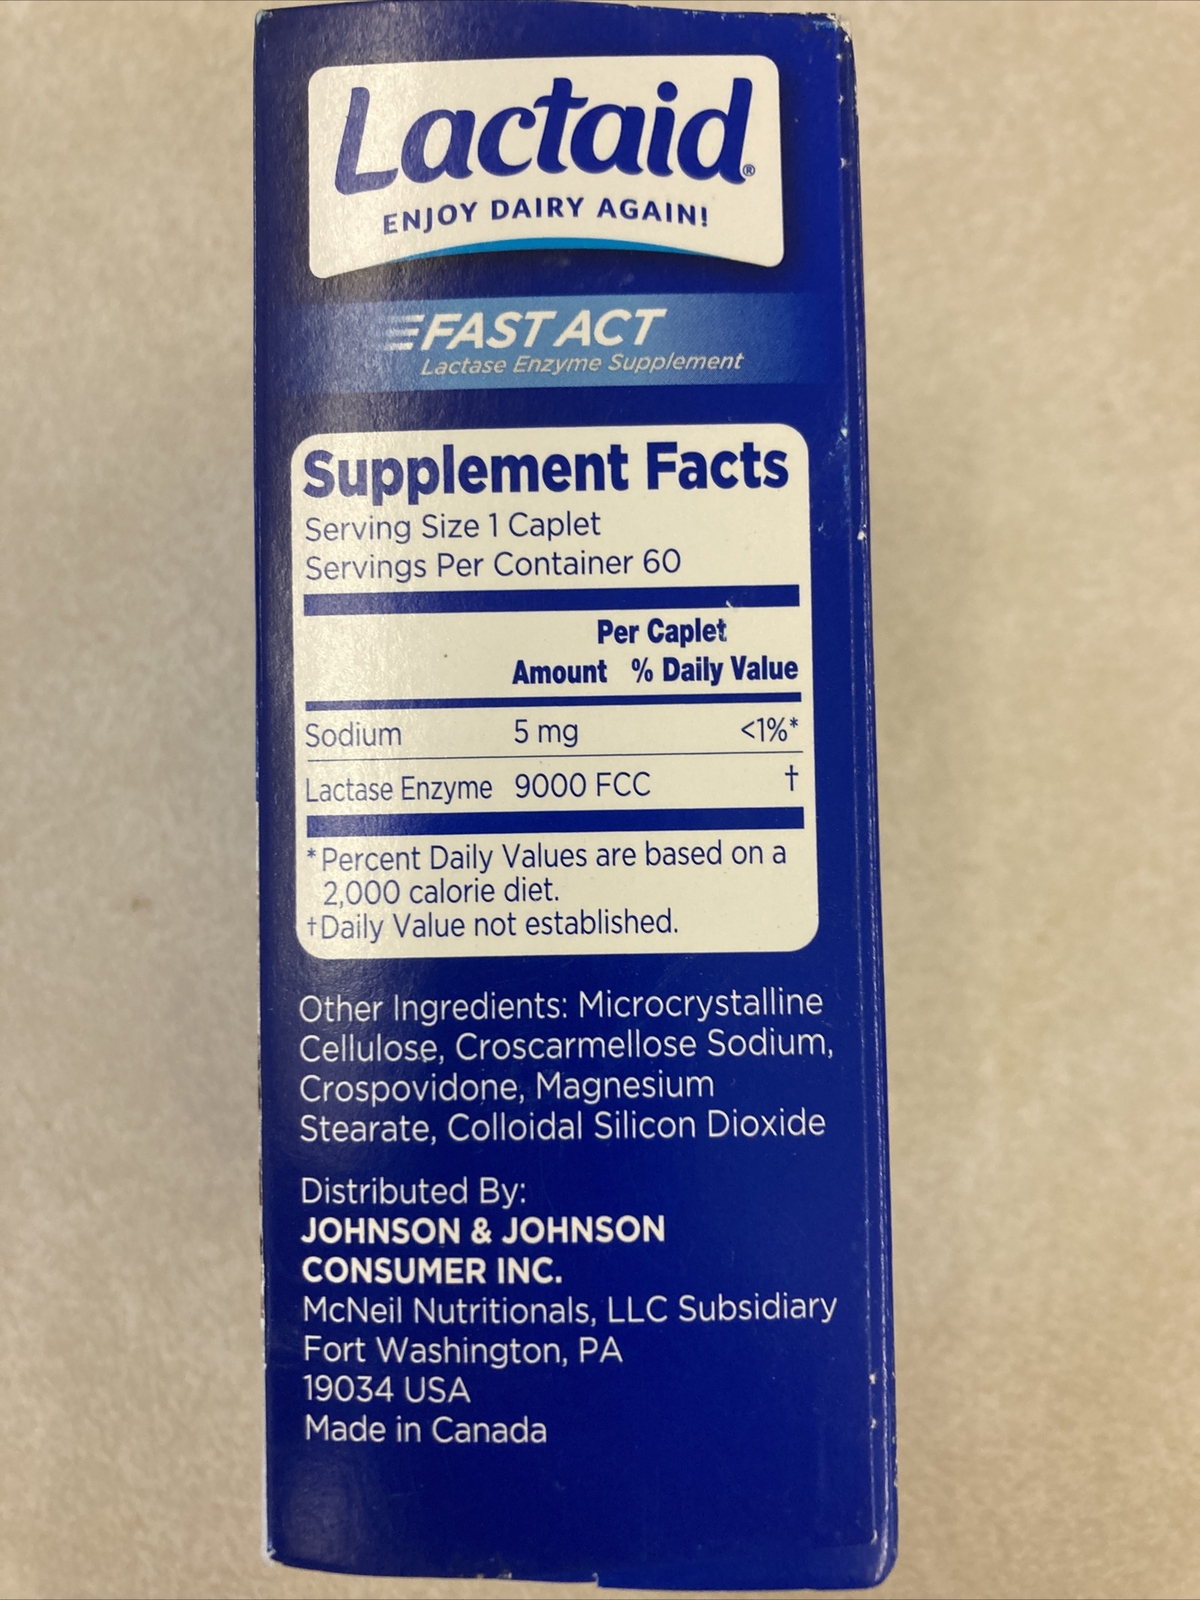 Lactaid®
ENJOY DAIRY AGAIN!
FAST ACT
Lactase Enzyme Supplement
Supplement Facts
Serving Size 1 Caplet
Servings Per Container 60
Per Caplet
Amount % Daily Value
Sodium 5 mg <1%*
Lactase Enzyme 9000 FCC †
*Percent Daily Values are based on a
2,000 calorie diet.
†Daily Value not established.
Other Ingredients: Microcrystalline
Cellulose, Croscarmellose Sodium,
Crospovidone, Magnesium
Stearate, Colloidal Silicon Dioxide
Distributed By:
JOHNSON & JOHNSON
CONSUMER INC.
McNeil Nutritionals, LLC Subsidiary
Fort Washington, PA
19034 USA
Made in Canada